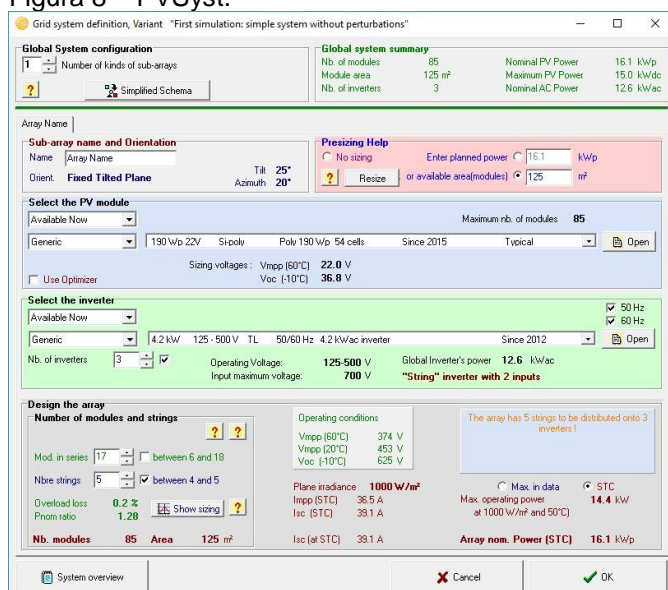 Figura 8 – PVSyst.
Grid system definition, Variant "First simulation: simple system without perturbations"
Global System configuration
1 Number of kinds of sub-arrays
? Simplified Schema
Global system summary
Nb. of modules 85 Nominal PV Power 16.1 kWp
Module area 125 m² Maximum PV Power 15.0 kWdc
Nb. of inverters 3 Nominal AC Power 12.6 kWac
Array Name
Sub-array name and Orientation
Name Array Name
Orient. Fixed Tilted Plane Tilt 25°
Azimuth 20°
Presizing Help
No sizing Enter planned power 16.1 kWp
? Resize or available area(modules) 125 m²
Select the PV module
Available Now Maximum nb. of modules 85
Generic 190 Wp 22V Si-poly Poly 190 Wp 54 cells Since 2015 Typical Open
Sizing voltages : Vmpp (60°C) 22.0 V
Use Optimizer Voc (-10°C) 36.8 V
Select the inverter
Available Now 50 Hz
60 Hz
Generic 4.2 kW 125 - 500 V TL 50/60 Hz 4.2 kWac inverter Since 2012 Open
Nb. of inverters 3 Operating Voltage: 125-500 V Global Inverter's power 12.6 kWac
Input maximum voltage: 700 V "String" inverter with 2 inputs
Design the array
Number of modules and strings
? ?
Mod. in series 17 between 6 and 18
Nbre strings 5 between 4 and 5
Overload loss 0.2 %
Pnom ratio 1.28 Show sizing ?
Nb. modules 85 Area 125 m²
Operating conditions
Vmpp (60°C) 374 V
Vmpp (20°C) 453 V
Voc (-10°C) 625 V
Plane irradiance 1000 W/m²
Impp (STC) 36.5 A
Isc (STC) 39.1 A
Isc (at STC) 39.1 A
The array has 5 strings to be distributed onto 3
inverters !
Max. in data STC
Max. operating power 14.4 kW
at 1000 W/m² and 50°C)
Array nom. Power (STC) 16.1 kWp
System overview Cancel OK